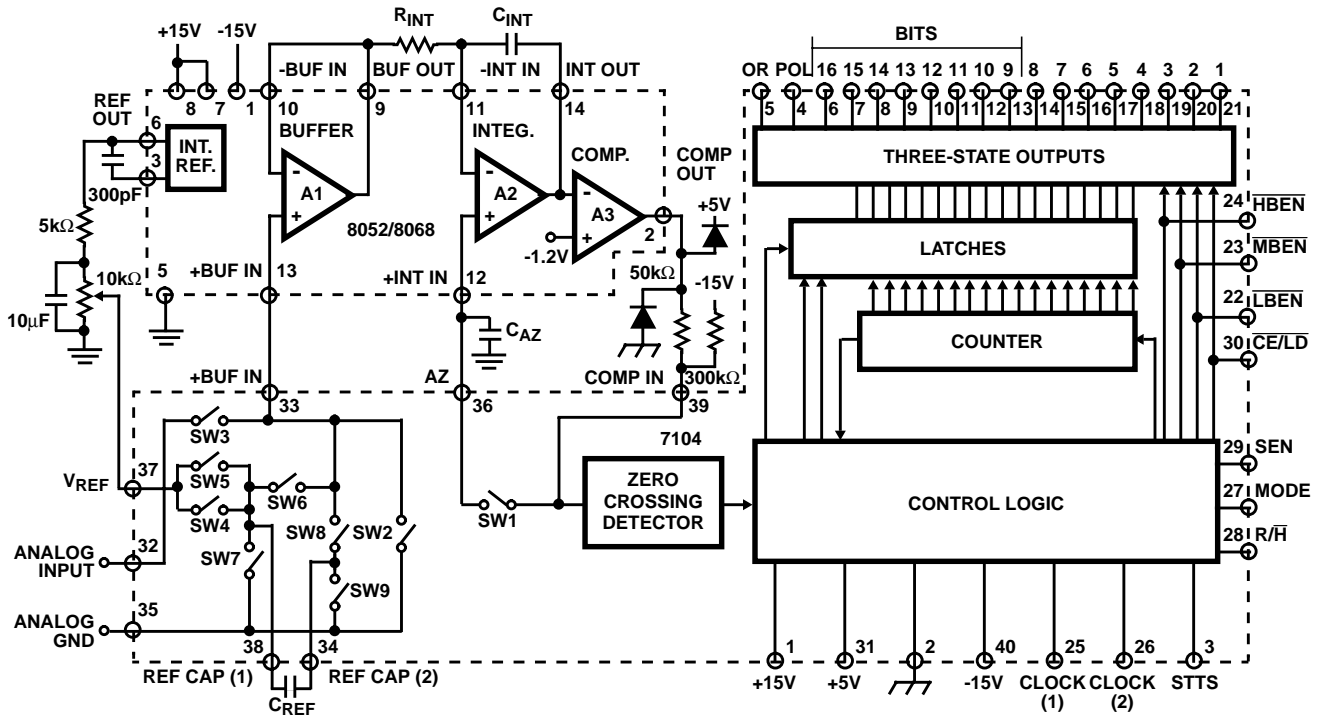 +15V
-15V
R_INT
C_INT
BITS
-BUF IN
BUF OUT
-INT IN
INT OUT
OR POL 16 15 14 13 12 11 10 9 8 7 6 5 4 3 2 1
REF OUT
8 7 1 10 9 11 14
5 4 6 7 8 9 10 11 12 13 14 15 16 17 18 19 20 21
6
3
INT. REF.
300pF
BUFFER
-
+
A1
INTEG.
-
+
A2
COMP.
-
+
A3
COMP OUT
2
+5V
-1.2V
8052/8068
THREE-STATE OUTPUTS
LATCHES
COUNTER
24 HBEN
23 MBEN
22 LBEN
30 CE/LD
5kΩ
10kΩ
10µF
5
+BUF IN 13
+INT IN 12
50kΩ
-15V
C_AZ
300kΩ
+BUF IN
33
AZ
36
COMP IN
39
7104
SW3
37
V_REF
SW5
SW4
SW6
SW7
SW8
SW2
SW9
SW1
ZERO CROSSING DETECTOR
CONTROL LOGIC
29 SEN
27 MODE
28 R/H
32
ANALOG INPUT
35
ANALOG GND
38
34
REF CAP (1)
REF CAP (2)
C_REF
1
+15V
31
+5V
2
40
-15V
25
CLOCK (1)
26
CLOCK (2)
3
STTS